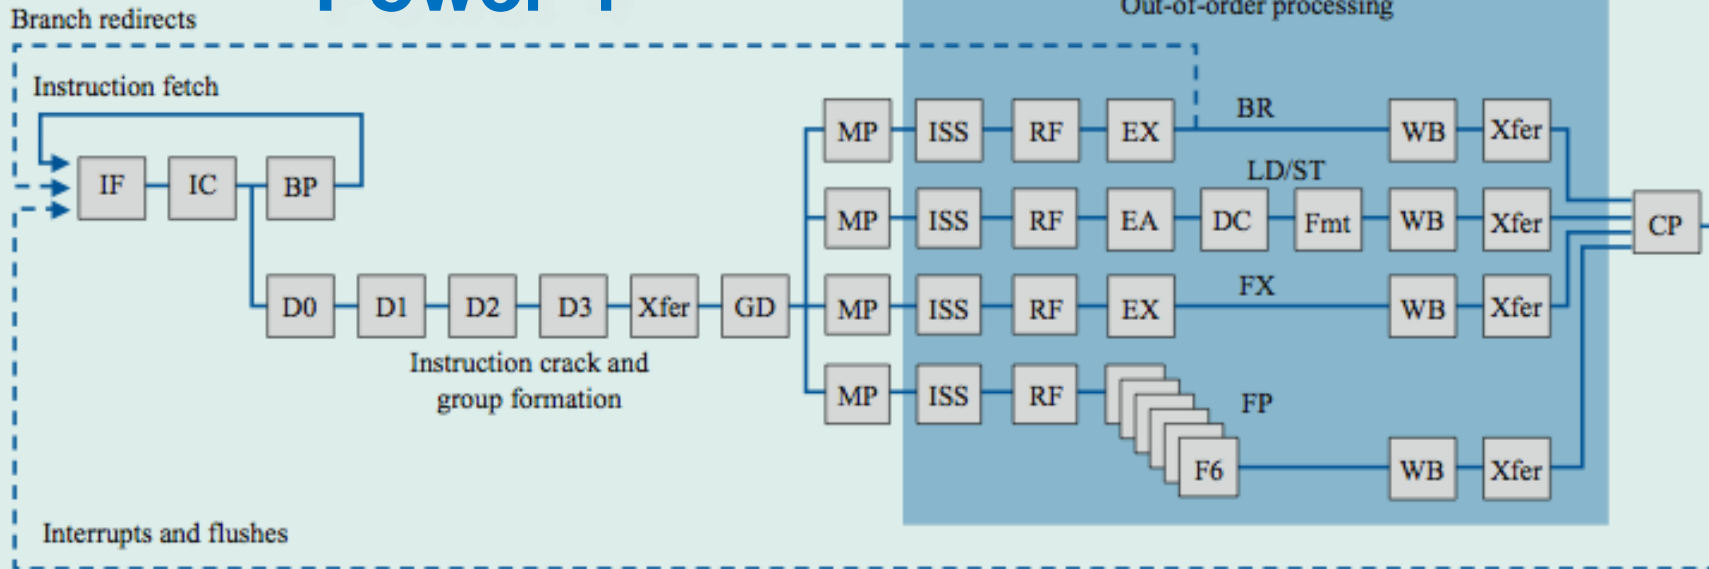 Branch redirects
Out-of-order processing
Instruction fetch
MP ISS RF EX BR WB Xfer
IF IC BP
LD/ST
MP ISS RF EA DC Fmt WB Xfer
CP
D0 D1 D2 D3 Xfer GD
FX
MP ISS RF EX WB Xfer
Instruction crack and
group formation
MP ISS RF FP
F6 WB Xfer
Interrupts and flushes